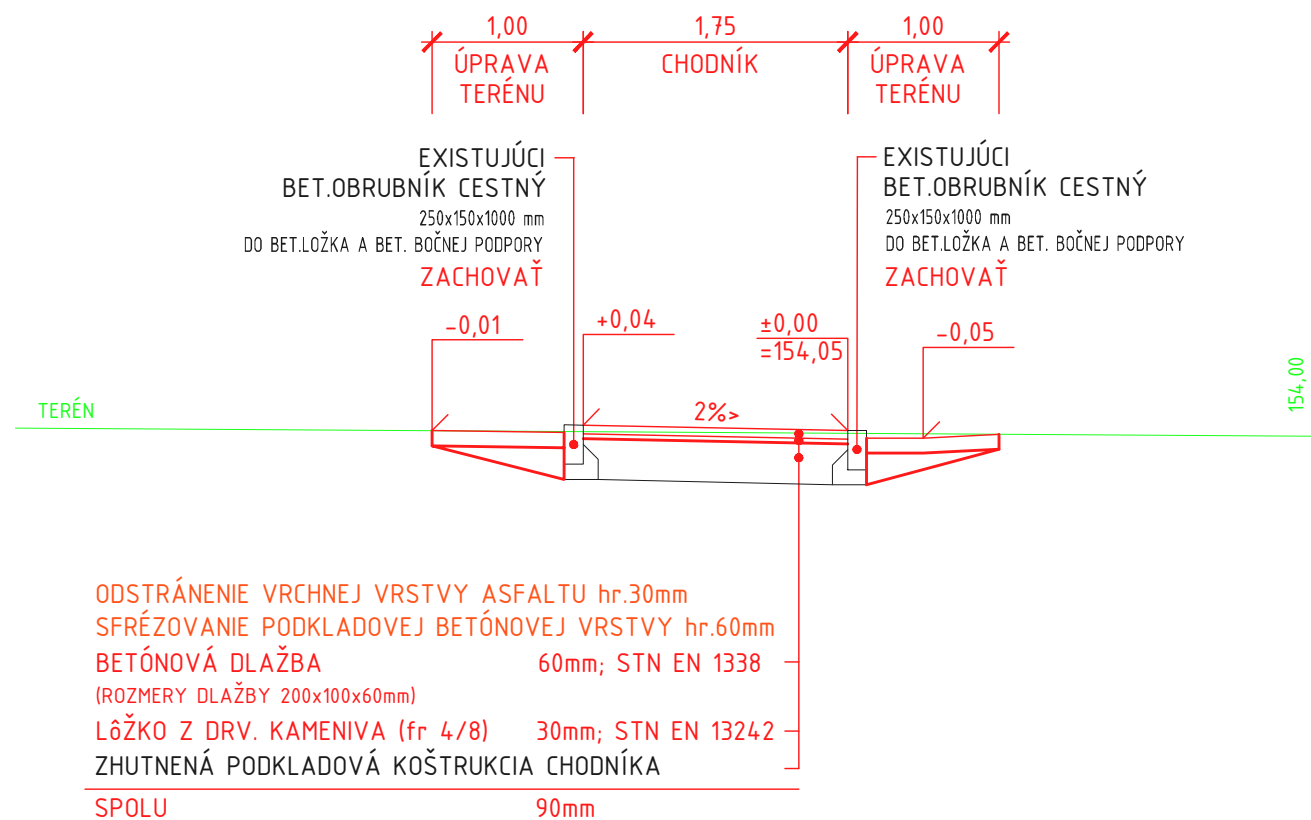 1,00 1,75 1,00
ÚPRAVA
TERÉNU
CHODNÍK
ÚPRAVA
TERÉNU
EXISTUJÚCI
BET.OBRUBNÍK CESTNÝ
250x150x1000 mm
DO BET.LOŽKA A BET. BOČNEJ PODPORY
ZACHOVAŤ
EXISTUJÚCI
BET.OBRUBNÍK CESTNÝ
250x150x1000 mm
DO BET.LOŽKA A BET. BOČNEJ PODPORY
ZACHOVAŤ
-0,01
+0,04
±0,00
=154,05
-0,05
TERÉN
2%>
154,00
ODSTRÁNENIE VRCHNEJ VRSTVY ASFALTU hr.30mm
SFRÉZOVANIE PODKLADOVEJ BETÓNOVEJ VRSTVY hr.60mm
BETÓNOVÁ DLAŽBA 60mm; STN EN 1338
(ROZMERY DLAŽBY 200x100x60mm)
LôŽKO Z DRV. KAMENIVA (fr 4/8) 30mm; STN EN 13242
ZHUTNENÁ PODKLADOVÁ KOŠTRUKCIA CHODNÍKA
SPOLU 90mm